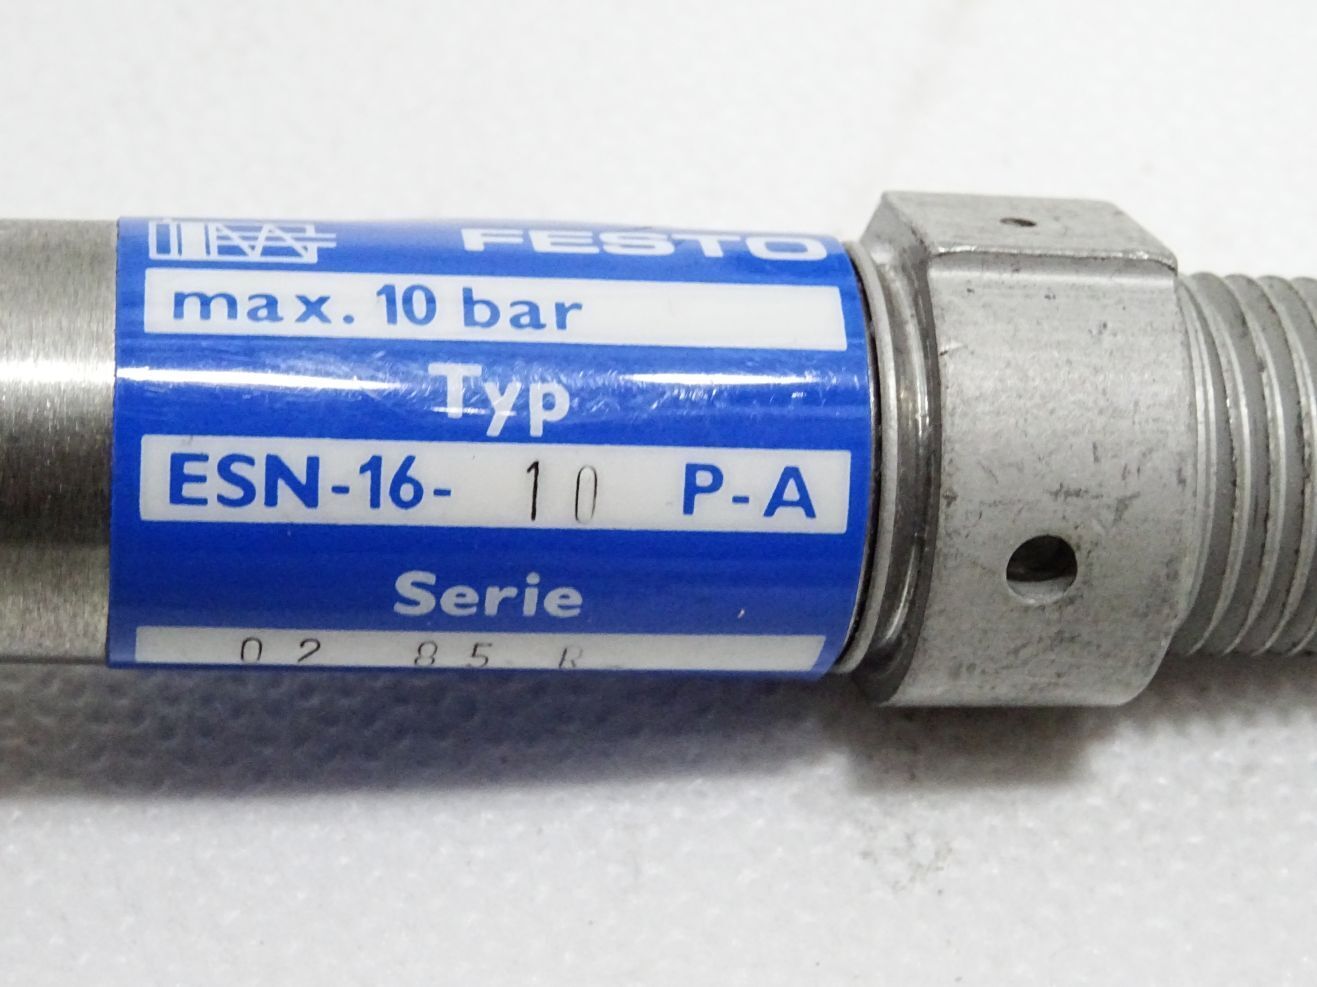 FESTO
max. 10 bar
Typ
ESN-16- 10 P-A
Serie
02 85 R